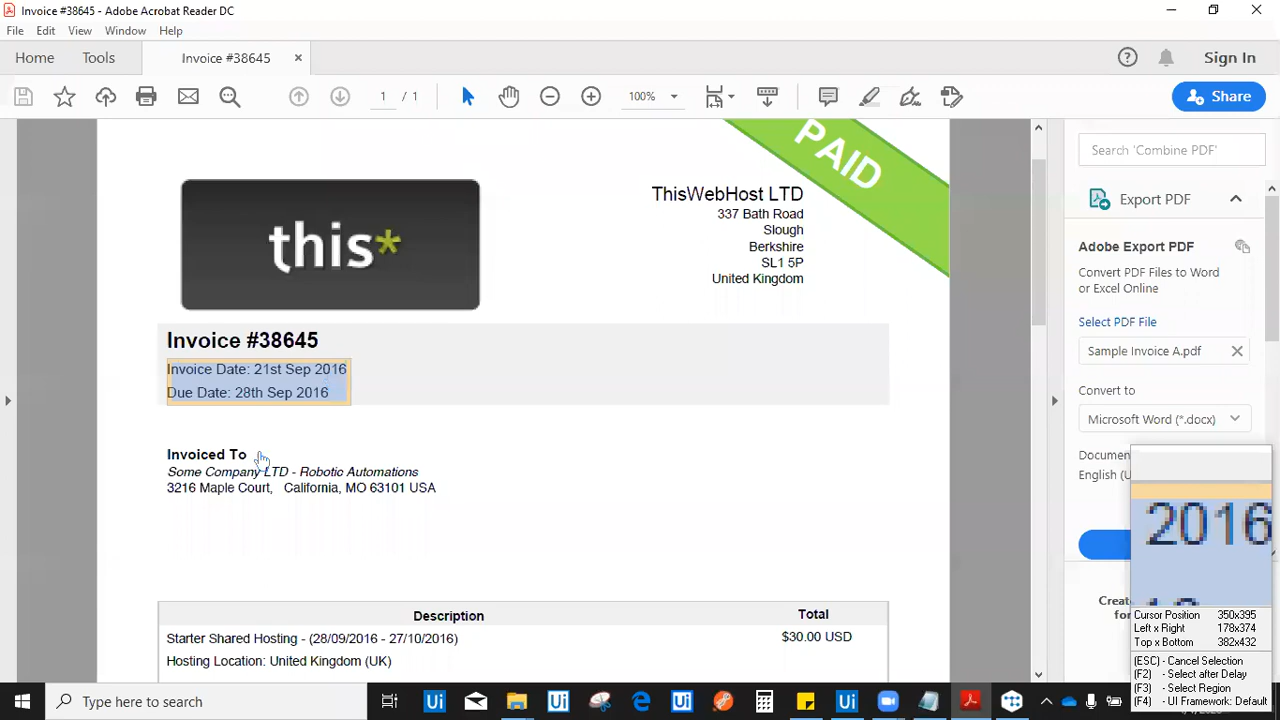 Invoice #38645 - Adobe Acrobat Reader DC
File Edit View Window Help
Home Tools Invoice #38645 × Sign In
1 / 1 100% Share
PAID
Search 'Combine PDF'
this*
ThisWebHost LTD
337 Bath Road
Slough
Berkshire
SL1 5P
United Kingdom
Export PDF
Adobe Export PDF
Convert PDF Files to Word
or Excel Online
Select PDF File
Sample Invoice A.pdf
Convert to
Microsoft Word (*.docx)
Invoice #38645
Invoice Date: 21st Sep 2016
Due Date: 28th Sep 2016
Invoiced To
Some Company LTD - Robotic Automations
3216 Maple Court, California, MO 63101 USA
Description Total
Starter Shared Hosting - (28/09/2016 - 27/10/2016) $30.00 USD
Hosting Location: United Kingdom (UK)
English (U
2016
Cursor Position 350x395
Left x Right 178x374
Top x Bottom 382x432
(ESC) - Cancel Selection
(F2) - Select after Delay
(F3) - Select Region
(F4) - UI Framework: Default
Type here to search
Ui Ui Ui Ui